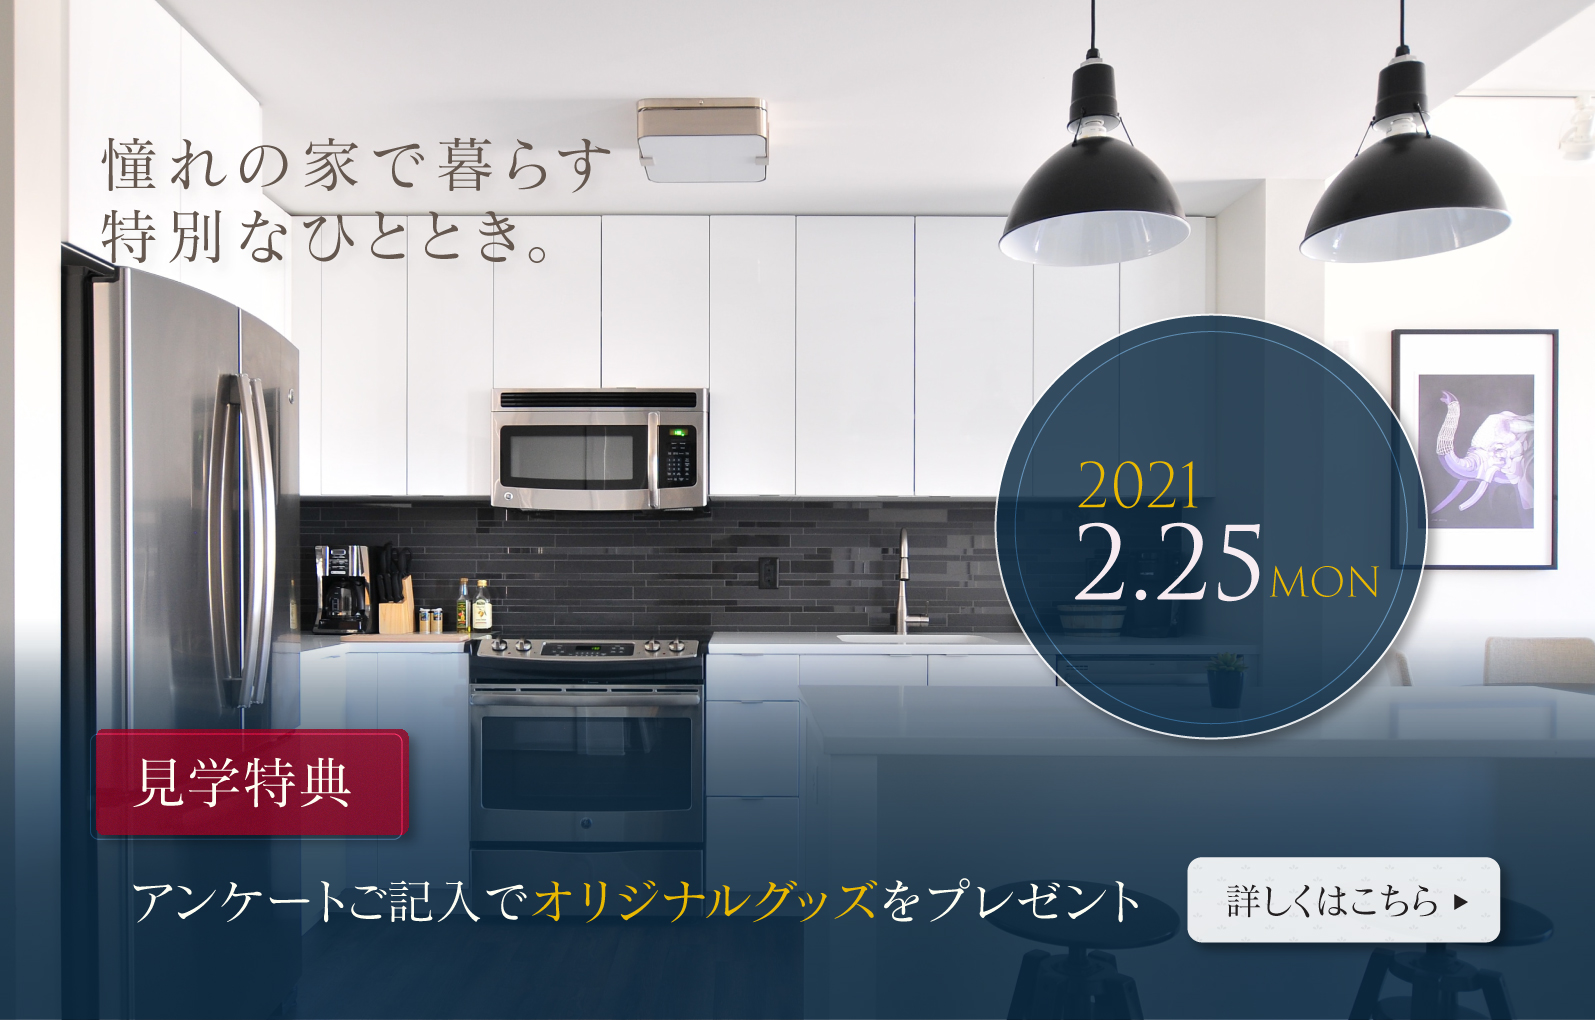 憧れの家で暮らす
特別なひととき。
2021
2.25MON
見学特典
アンケートご記入でオリジナルグッズをプレゼント
詳しくはこちら ▶